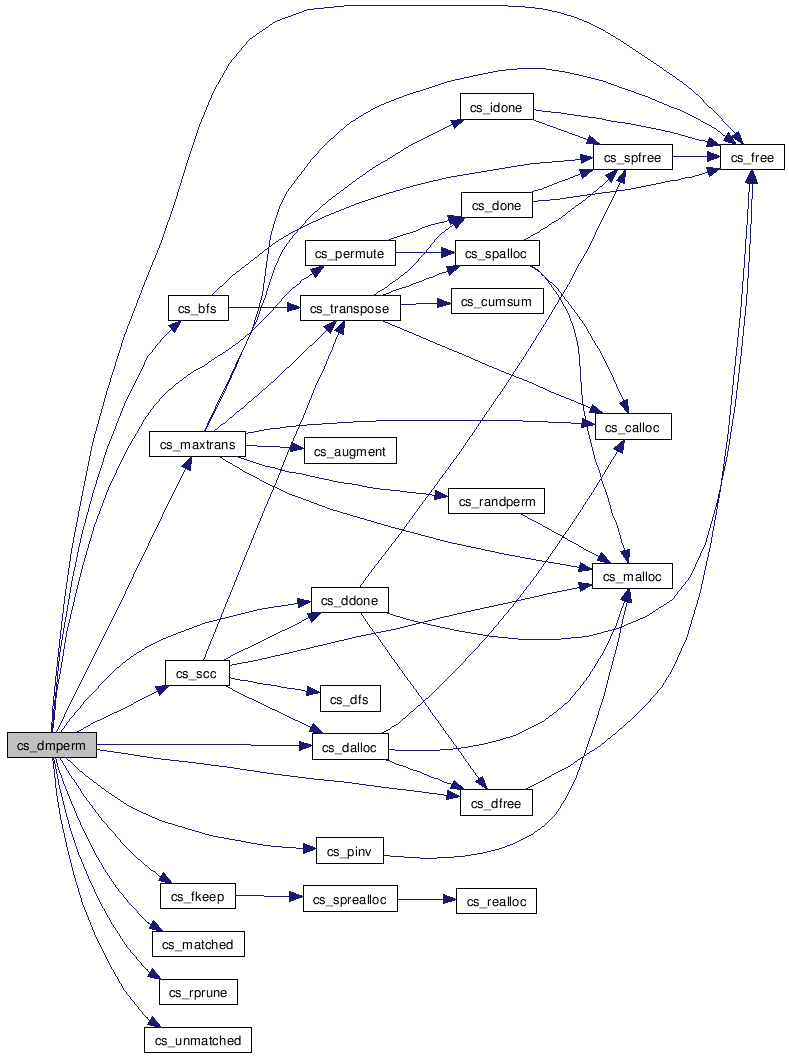 cs_idone
cs_spfree
cs_free
cs_done
cs_permute
cs_spalloc
cs_bfs
cs_transpose
cs_cumsum
cs_calloc
cs_maxtrans
cs_augment
cs_randperm
cs_malloc
cs_ddone
cs_scc
cs_dfs
cs_dmperm
cs_dalloc
cs_dfree
cs_pinv
cs_fkeep
cs_sprealloc
cs_realloc
cs_matched
cs_rprune
cs_unmatched